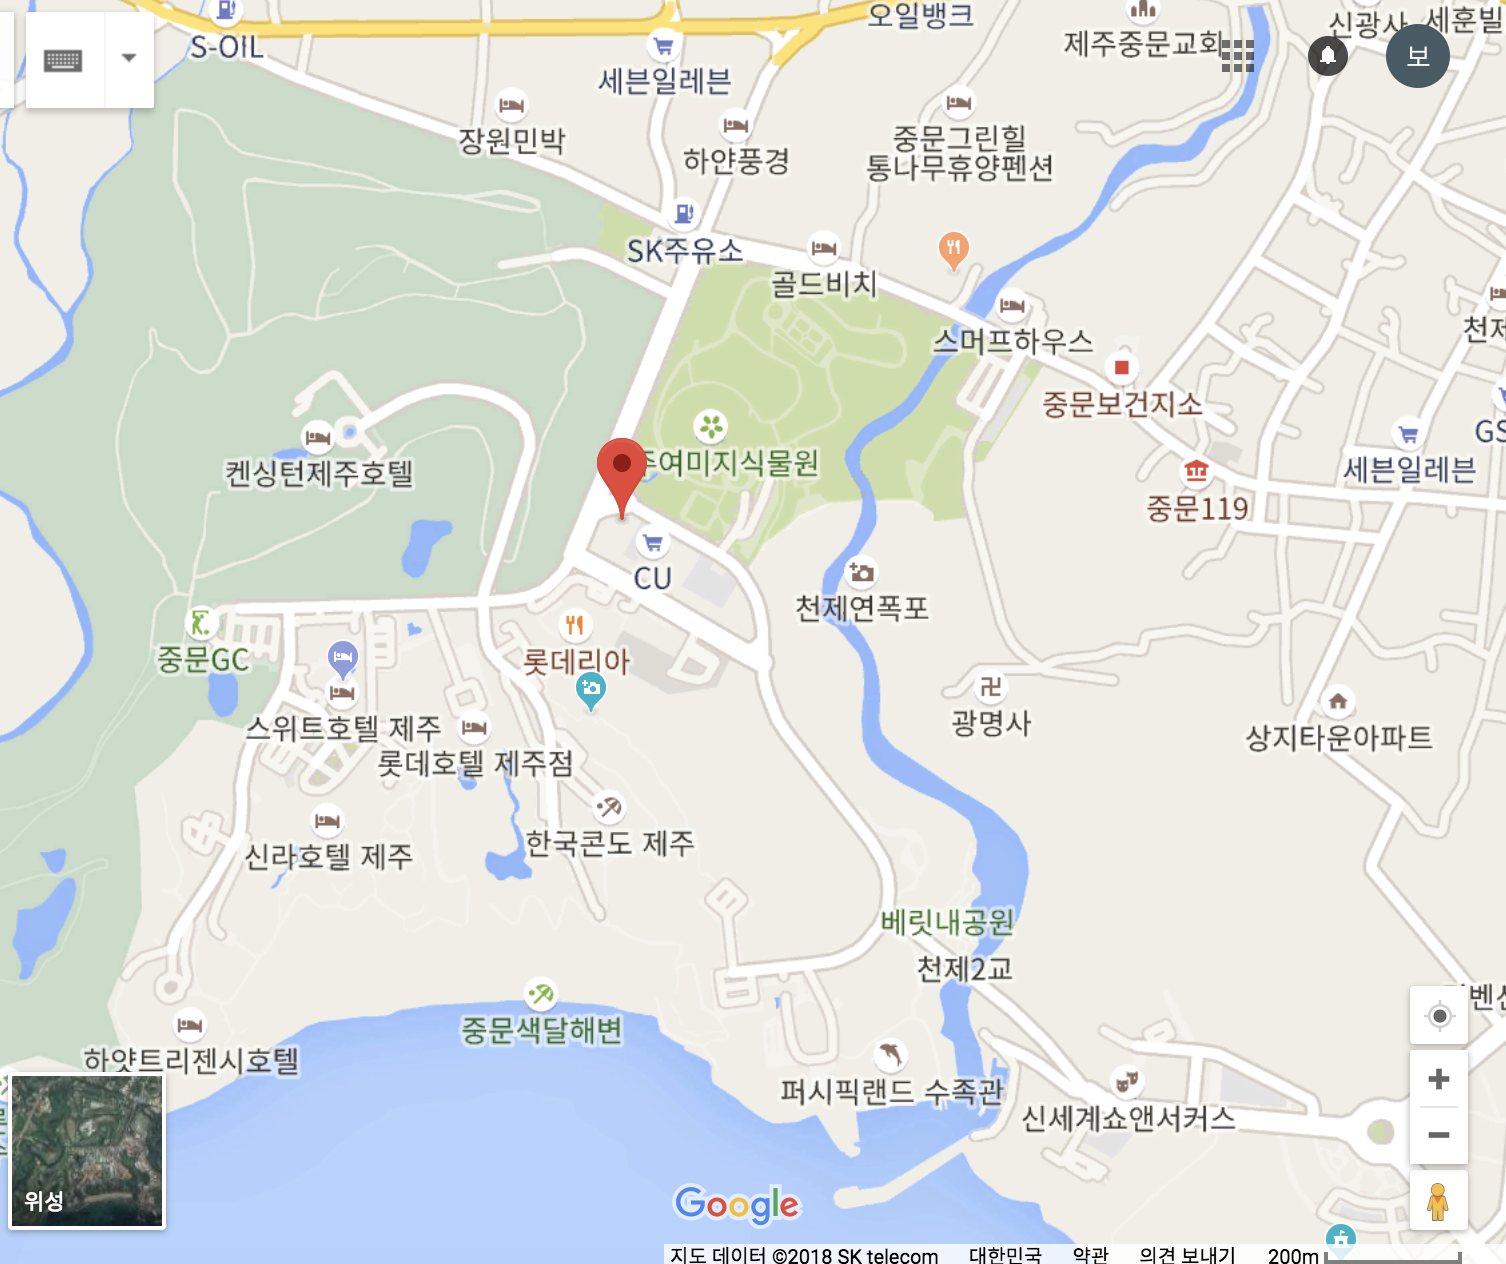 오일뱅크
신광사
세훈빌
S-OIL
제주중문교회
보
세븐일레븐
장원민박
하얀풍경
중문그린힐
통나무휴양펜션
SK주유소
골드비치
스머프하우스
천제
중문보건지소
GS
여미지식물원
켄싱턴제주호텔
세븐일레븐
중문119
CU
천제연폭포
중문GC
롯데리아
광명사
스위트호텔 제주
상지타운아파트
롯데호텔 제주점
한국콘도 제주
신라호텔 제주
베릿내공원
천제2교
중문색달해변
하얏트리젠시호텔
퍼시픽랜드 수족관
신세계쇼앤서커스
위성
Google
지도 데이터 ©2018 SK telecom 대한민국 약관 의견 보내기 200m